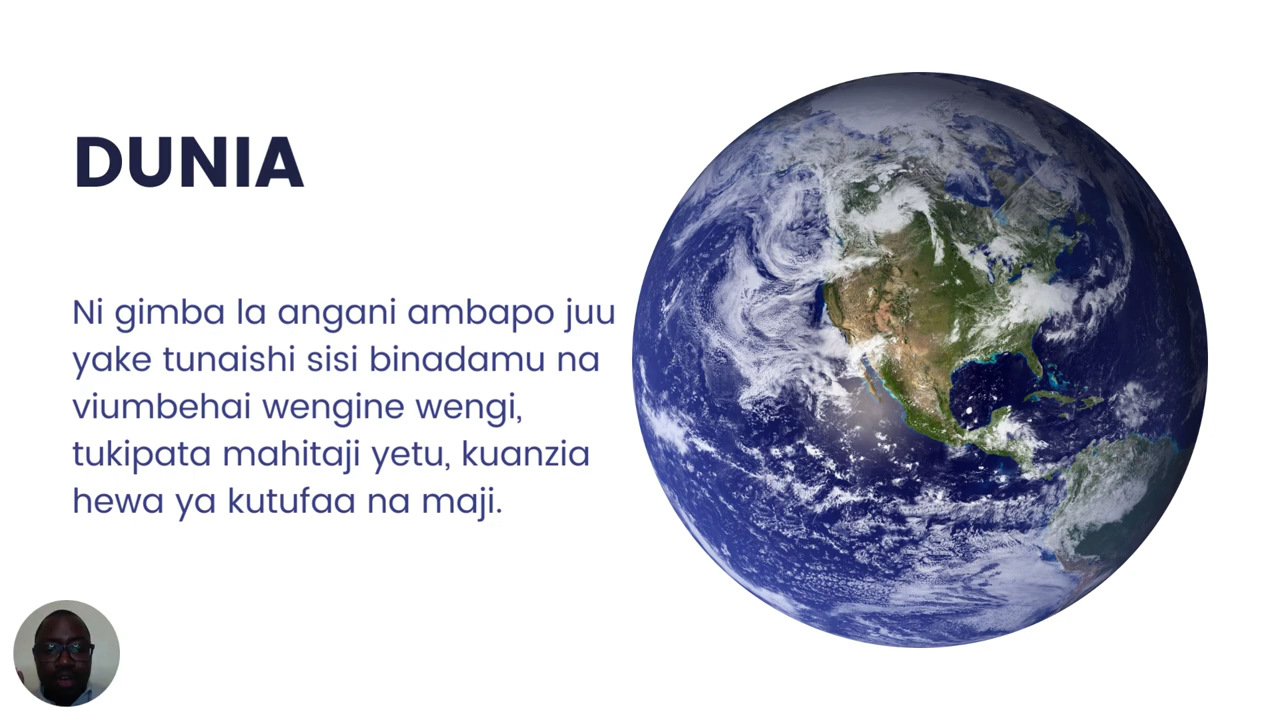 DUNIA
Ni gimba la angani ambapo juu
yake tunaishi sisi binadamu na
viumbehai wengine wengi,
tukipata mahitaji yetu, kuanzia
hewa ya kutufaa na maji.